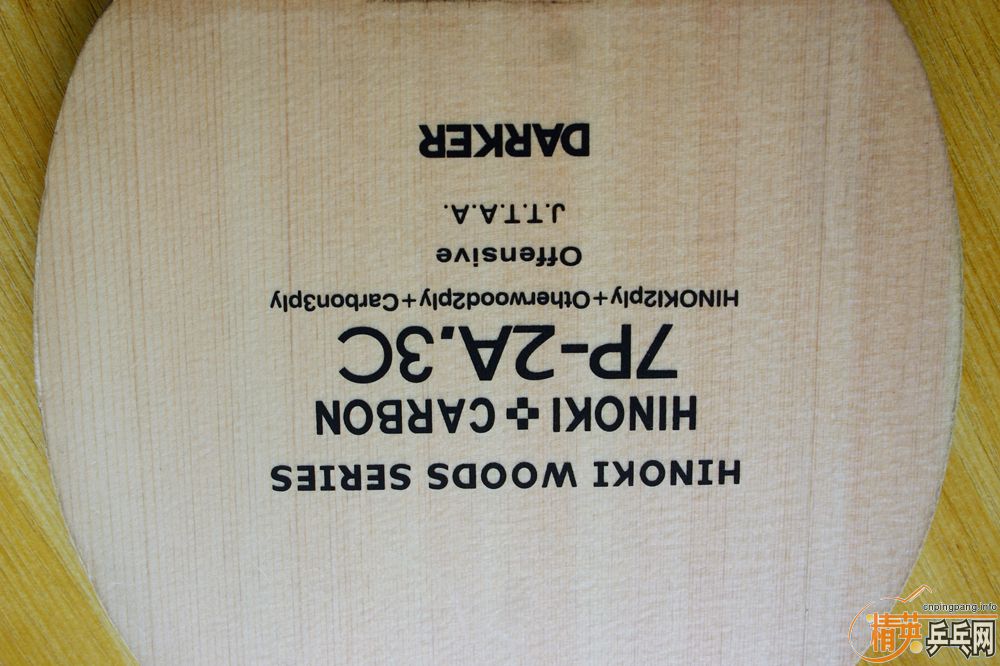 HINOKI WOODS SERIES
HINOKI CARBON
7P-2A.3C
HINOKI2ply+Otherwood2ply+Carbon3ply
Offensive
J.T.T.A.A.
DARKER
cnpingpang.info
精英乒乓网